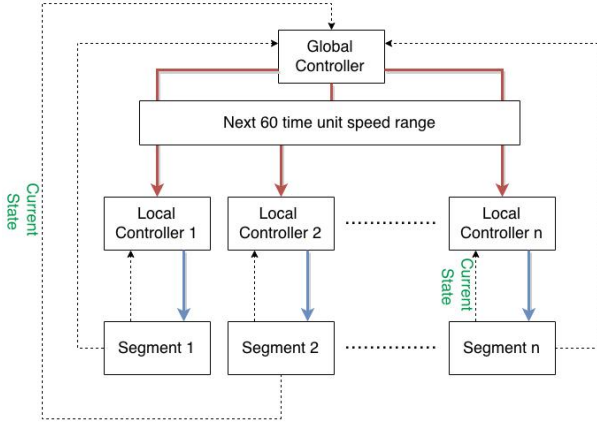 Global
Controller
Next 60 time unit speed range
Current
State
Local
Controller 1
Local
Controller 2
Local
Controller n
Current
State
Segment 1
Segment 2
Segment n